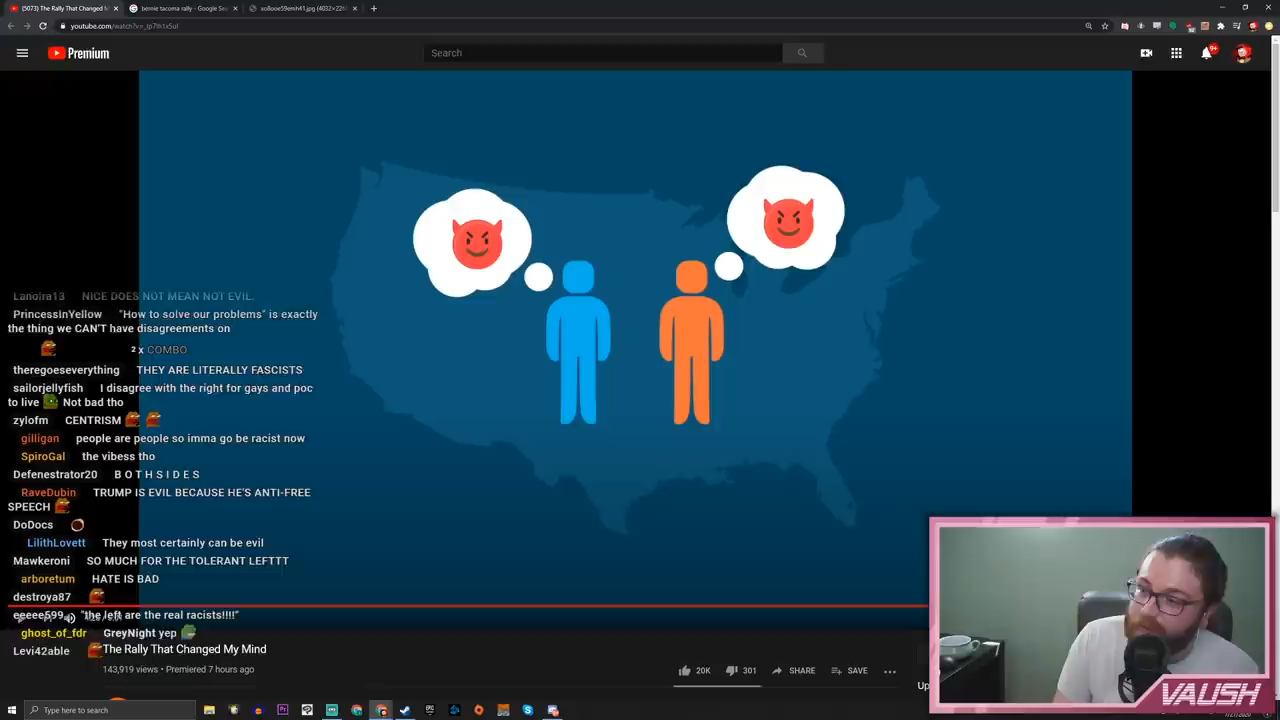 (5073) The Rally That Changed M
bernie tacoma rally - Google Sea
xo8ooe59emh41.jpg (4032×226
youtube.com/watch?v=_Ip7Ih1xSuI
Premium
Search
9+
Lanoira13 NICE DOES NOT MEAN NOT EVIL.
PrincessInYellow "How to solve our problems" is exactly
the thing we CAN'T have disagreements on
2 x COMBO
theregoeseverything THEY ARE LITERALLY FASCISTS
sailorjellyfish I disagree with the right for gays and poc
to live Not bad tho
zylofm CENTRISM
gilligan people are people so imma go be racist now
SpiroGal the vibess tho
Defenestrator20 B O T H S I D E S
RaveDubin TRUMP IS EVIL BECAUSE HE'S ANTI-FREE
SPEECH
DoDocs
LilithLovett They most certainly can be evil
Mawkeroni SO MUCH FOR THE TOLERANT LEFTTT
arboretum HATE IS BAD
destroya87
eeeee599 "the left are the real racists!!!!"
ghost_of_fdr GreyNight yep
Levi42able
The Rally That Changed My Mind
143,919 views • Premiered 7 hours ago
20K
301
SHARE
SAVE
Up
VAUSH
Type here to search